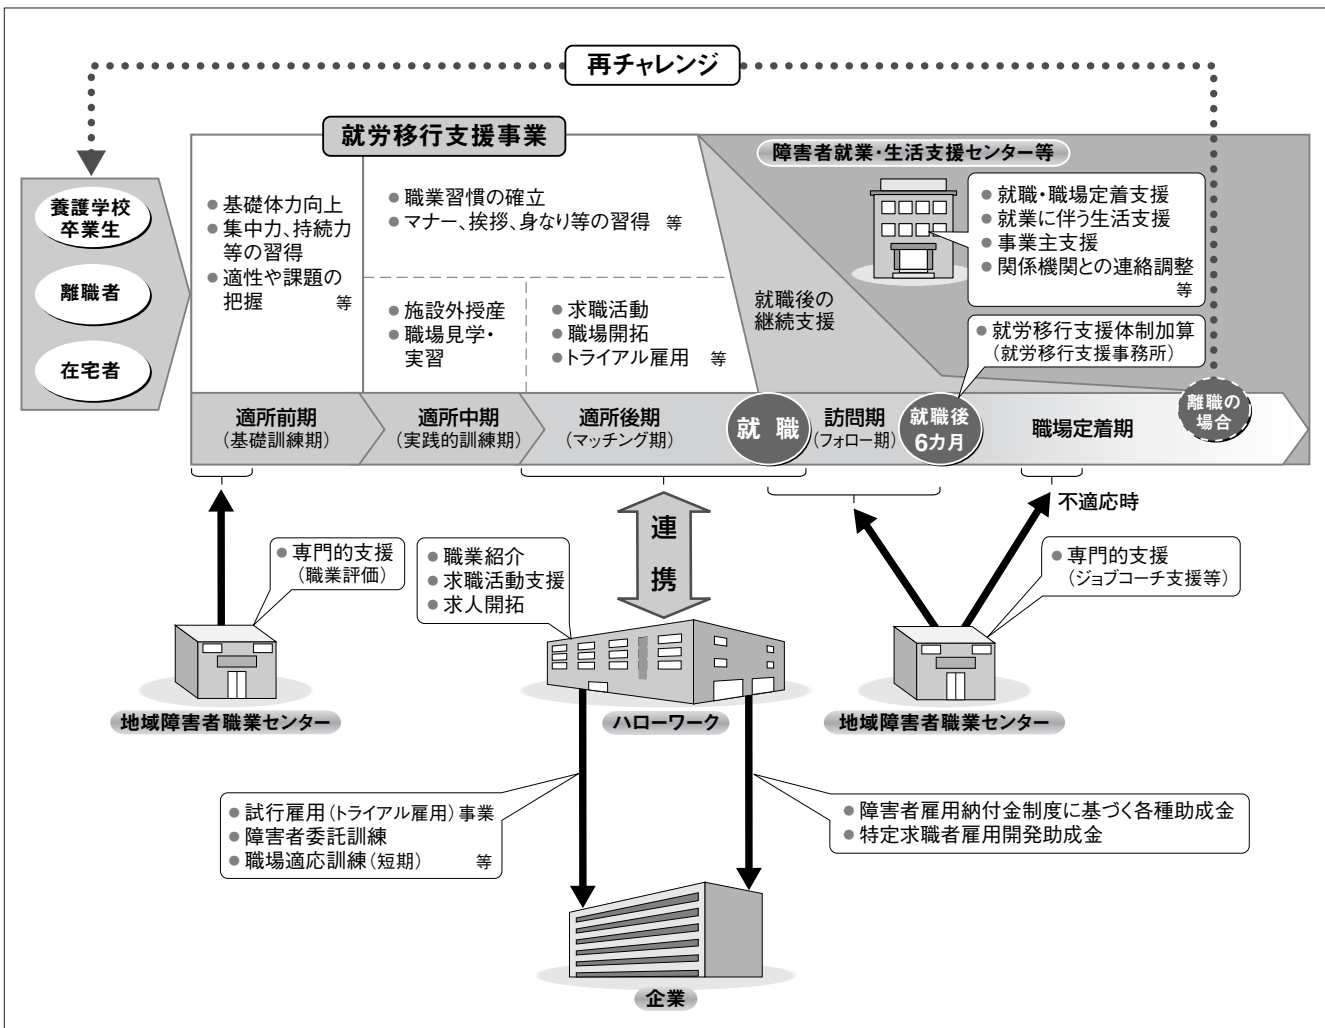 再チャレンジ
就労移行支援事業
障害者就業・生活支援センター等
養護学校
卒業生
離職者
在宅者
● 基礎体力向上
● 集中力、持続力
等の習得
● 適性や課題の
把握 等
● 職業習慣の確立
● マナー、挨拶、身なり等の習得 等
● 施設外授産
● 職場見学・
実習
● 求職活動
● 職場開拓
● トライアル雇用 等
就職後の
継続支援
● 就職・職場定着支援
● 就業に伴う生活支援
● 事業主支援
● 関係機関との連絡調整
等
● 就労移行支援体制加算
(就労移行支援事務所)
適所前期
(基礎訓練期)
適所中期
(実践的訓練期)
適所後期
(マッチング期)
就職
訪問期
(フォロー期)
就職後
6カ月
職場定着期
離職の
場合
● 専門的支援
(職業評価)
地域障害者職業センター
● 職業紹介
● 求職活動支援
● 求人開拓
連
携
ハローワーク
不適応時
● 専門的支援
(ジョブコーチ支援等)
地域障害者職業センター
● 試行雇用(トライアル雇用)事業
● 障害者委託訓練
● 職場適応訓練(短期) 等
● 障害者雇用納付金制度に基づく各種助成金
● 特定求職者雇用開発助成金
企業